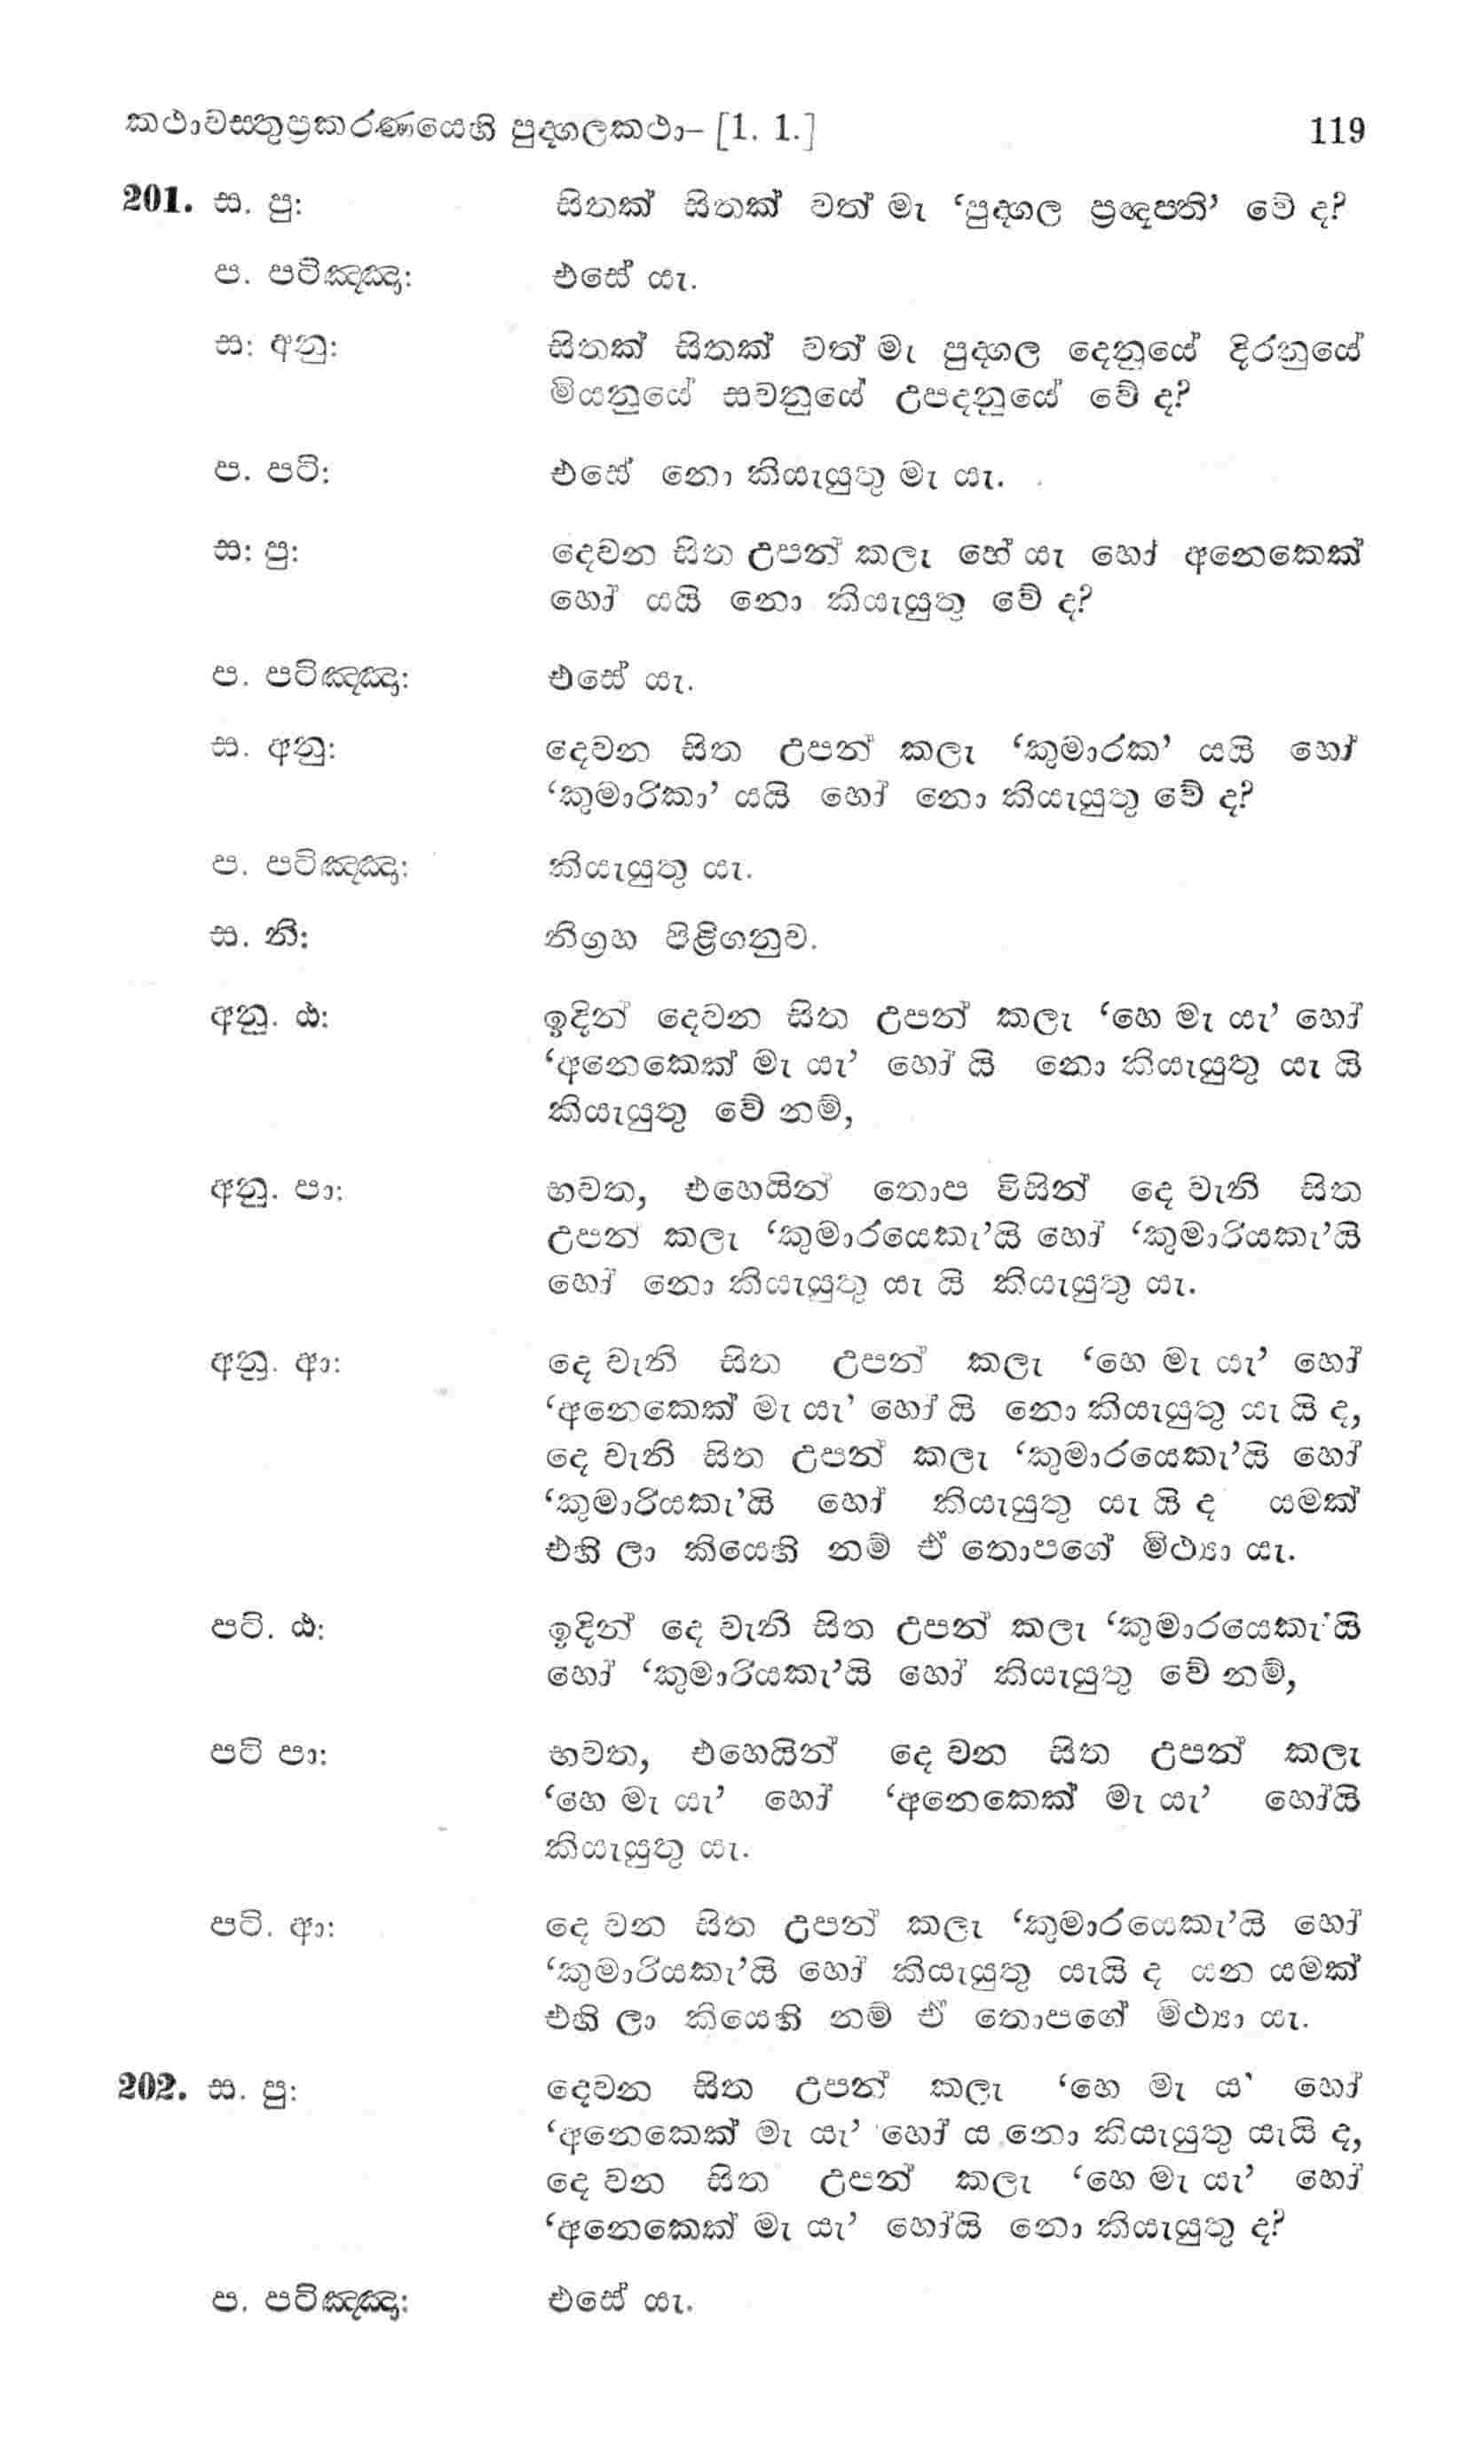 කථාවස්තුප්‍රකරණයෙහි පුද්ගලකථා– [1. 1.] 119
201. ස. පු: සිතක් සිතක් වත් මැ ‘පුද්ගල ප්‍රඥප්ති’ වේ ද?
ප. පටිඤ්ඤා: එසේ යැ.
ස: අනු: සිතක් සිතක් වත් මැ පුද්ගල දෙනුයේ දිරනුයේ
මියනුයේ සවනුයේ උපදනුයේ වේ ද?
ප. පටි: එසේ නො කියැයුතු මැ යැ.
ස: පු: දෙවන සිත උපන් කලැ හේ යැ හෝ අනෙකෙක්
හෝ යයි නො කියැයුතු වේ ද?
ප. පටිඤ්ඤා: එසේ යැ.
ස. අනු: දෙවන සිත උපන් කලැ ‘කුමාරක’ යයි හෝ
‘කුමාරිකා’ යයි හෝ නො කියැයුතු වේ ද?
ප. පටිඤ්ඤා: කියැයුතු යැ.
ස. නි: නිග්‍රහ පිළිගනුව.
අනු. ඨ: ඉදින් දෙවන සිත උපන් කලැ ‘හෙ මැ යැ’ හෝ
‘අනෙකෙක් මැ යැ’ හෝ යි නො කියැයුතු යැ යි
කියැයුතු වේ නම්,
අනු. පා: භවත, එහෙයින් තොප විසින් දෙ වැනි සිත
උපන් කලැ ‘කුමාරයෙකැ’යි හෝ ‘කුමාරියකැ’යි
හෝ නො කියැයුතු යැ යි කියැයුතු යැ.
අනු. ආ: දෙ වැනි සිත උපන් කලැ ‘හෙ මැ යැ’ හෝ
‘අනෙකෙක් මැ යැ’ හෝ යි නො කියැයුතු යැ යි ද,
දෙ වැනි සිත උපන් කලැ ‘කුමාරයෙකැ’යි හෝ
‘කුමාරියකැ’යි හෝ කියැයුතු යැ යි ද යමක්
එහි ලා කියෙහි නම් ඒ තොපගේ මිථ්‍යා යැ.
පටි. ඨ: ඉදින් දෙ වැනි සිත උපන් කලැ ‘කුමාරයෙකැ’යි
හෝ ‘කුමාරියකැ’යි හෝ කියැයුතු වේ නම්,
පටි පා: භවත, එහෙයින් දෙ වන සිත උපන් කලැ
‘හෙ මැ යැ’ හෝ ‘අනෙකෙක් මැ යැ’ හෝයි
කියැයුතු යැ.
පටි. ආ: දෙ වන සිත උපන් කලැ ‘කුමාරයෙකැ’යි හෝ
‘කුමාරියකැ’යි හෝ කියැයුතු යැයි ද යන යමක්
එහි ලා කියෙහි නම් ඒ තොපගේ මිථ්‍යා යැ.
202. ස. පු: දෙවන සිත උපන් කලැ ‘හෙ මැ ය’ හෝ
‘අනෙකෙක් මැ යැ’ හෝ ය නො කියැයුතු යැයි ද,
දෙ වන සිත උපන් කලැ ‘හෙ මැ යැ’ හෝ
‘අනෙකෙක් මැ යැ’ හෝයි නො කියැයුතු ද?
ප. පටිඤ්ඤා: එසේ යැ.